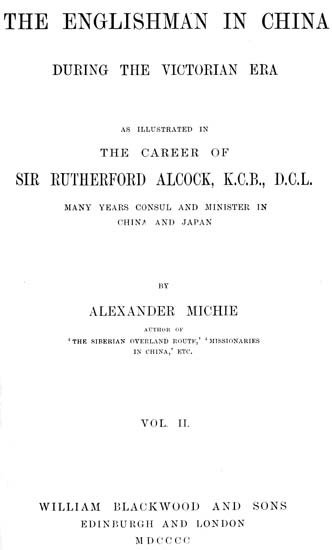 THE ENGLISHMAN IN CHINA
DURING THE VICTORIAN ERA
AS ILLUSTRATED IN
THE CAREER OF
SIR RUTHERFORD ALCOCK, K.C.B., D.C.L.
MANY YEARS CONSUL AND MINISTER IN
CHINA AND JAPAN
BY
ALEXANDER MICHIE
AUTHOR OF
'THE SIBERIAN OVERLAND ROUTE,' 'MISSIONARIES
IN CHINA,' ETC.
VOL. II.
WILLIAM BLACKWOOD AND SONS
EDINBURGH AND LONDON
MDCCCC